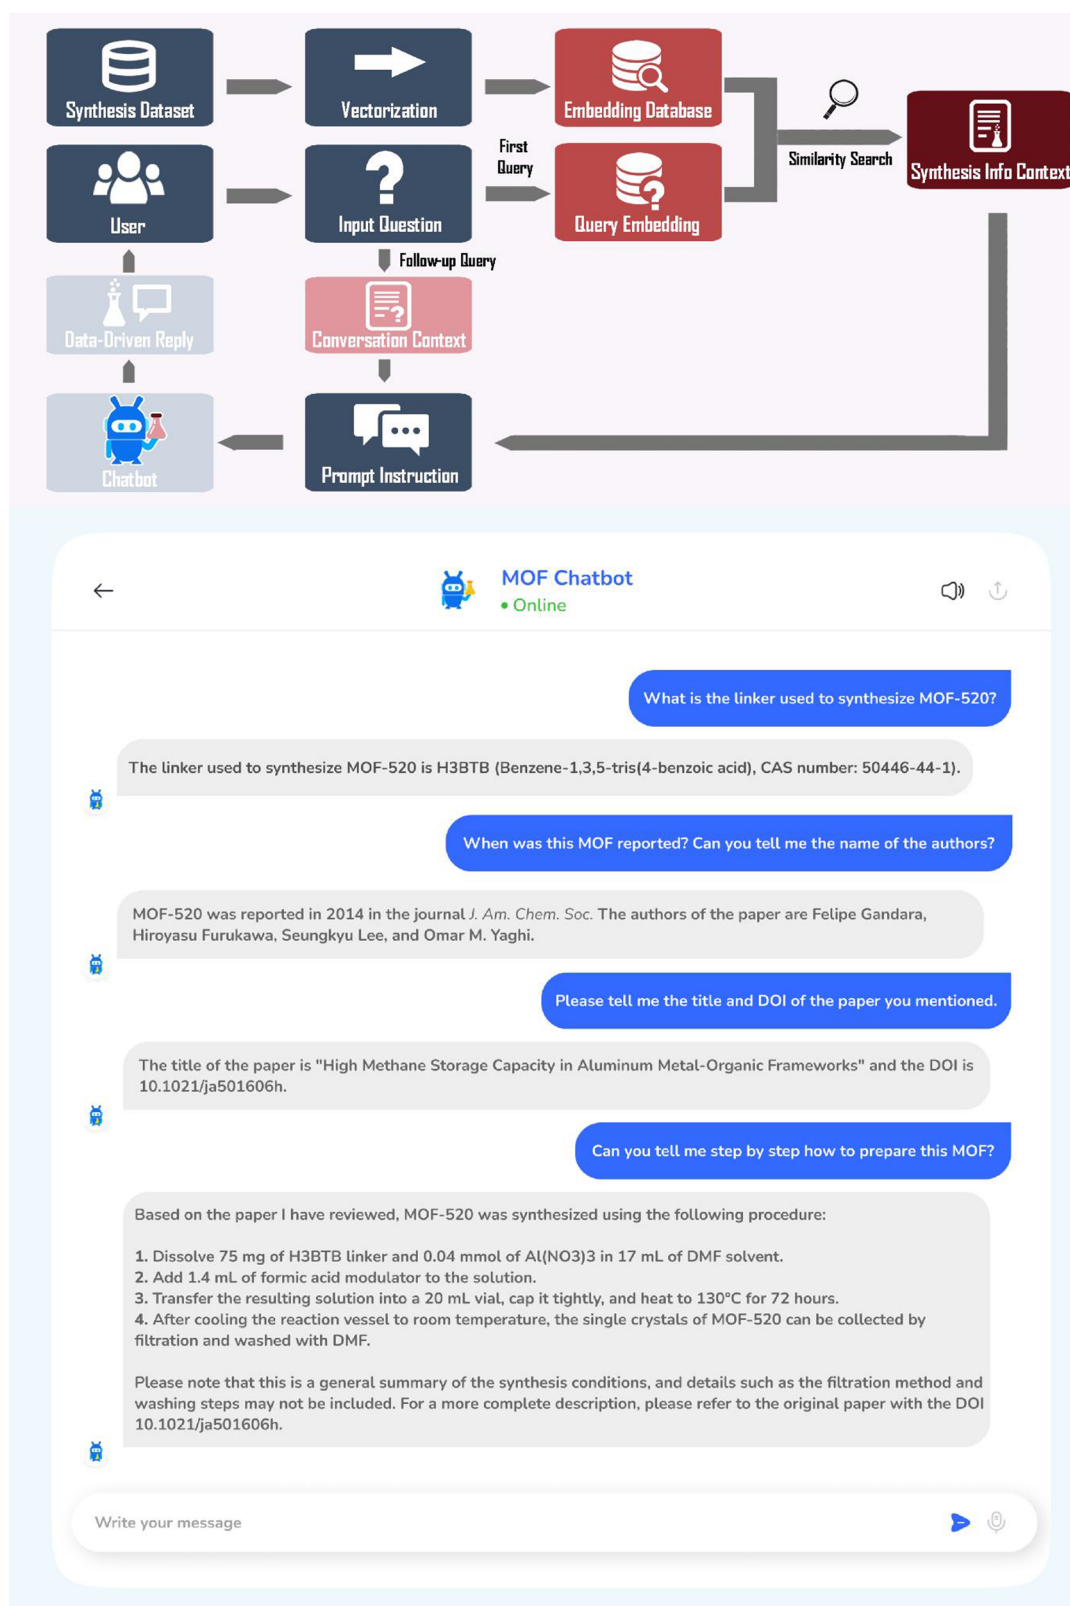 Synthesis Dataset
Vectorization
Embedding Database
Similarity Search
Synthesis Info Context
User
Input Question
First
Query
Query Embedding
Follow-up Query
Data-Driven Reply
Conversation Context
Chatbot
Prompt Instruction
MOF Chatbot
• Online
What is the linker used to synthesize MOF-520?
The linker used to synthesize MOF-520 is H3BTB (Benzene-1,3,5-tris(4-benzoic acid), CAS number: 50446-44-1).
When was this MOF reported? Can you tell me the name of the authors?
MOF-520 was reported in 2014 in the journal J. Am. Chem. Soc. The authors of the paper are Felipe Gandara,
Hiroyasu Furukawa, Seungkyu Lee, and Omar M. Yaghi.
Please tell me the title and DOI of the paper you mentioned.
The title of the paper is "High Methane Storage Capacity in Aluminum Metal-Organic Frameworks" and the DOI is
10.1021/ja501606h.
Can you tell me step by step how to prepare this MOF?
Based on the paper I have reviewed, MOF-520 was synthesized using the following procedure:
1. Dissolve 75 mg of H3BTB linker and 0.04 mmol of Al(NO3)3 in 17 mL of DMF solvent.
2. Add 1.4 mL of formic acid modulator to the solution.
3. Transfer the resulting solution into a 20 mL vial, cap it tightly, and heat to 130°C for 72 hours.
4. After cooling the reaction vessel to room temperature, the single crystals of MOF-520 can be collected by
filtration and washed with DMF.
Please note that this is a general summary of the synthesis conditions, and details such as the filtration method and
washing steps may not be included. For a more complete description, please refer to the original paper with the DOI
10.1021/ja501606h.
Write your message